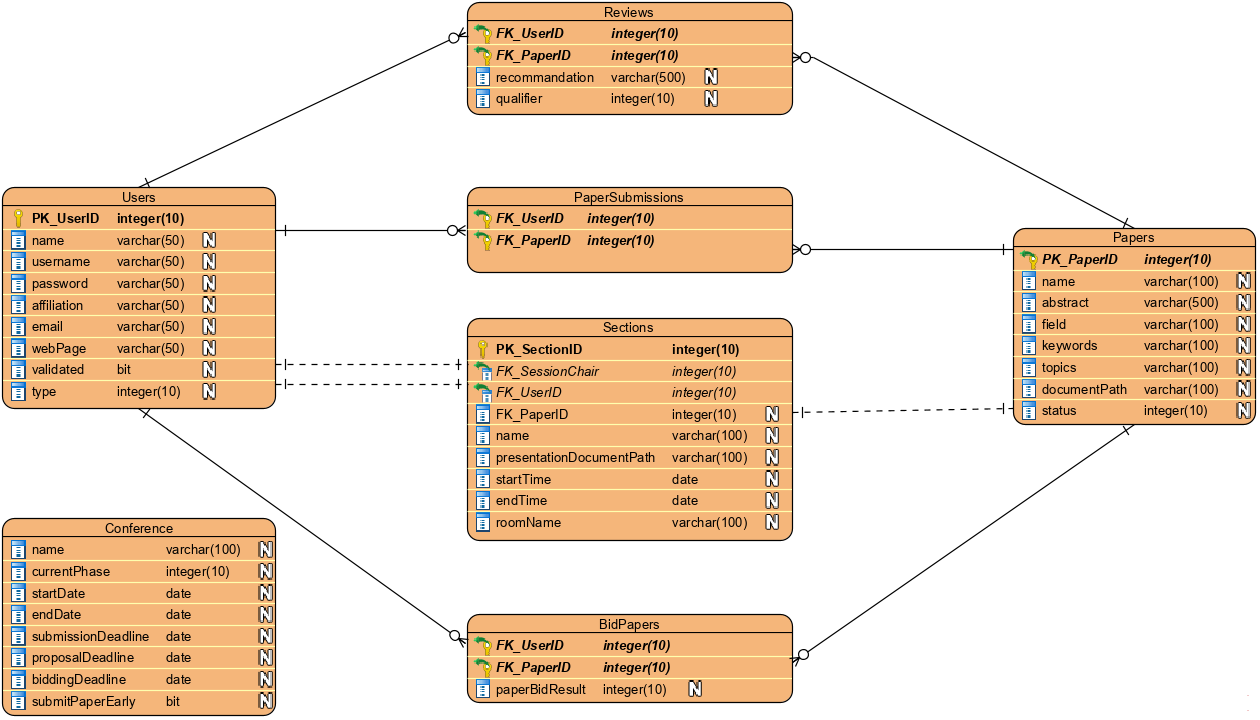 Reviews
FK_UserID integer(10)
FK_PaperID integer(10)
recommandation varchar(500) N
qualifier integer(10) N
Users
PK_UserID integer(10)
name varchar(50) N
username varchar(50) N
password varchar(50) N
affiliation varchar(50) N
email varchar(50) N
webPage varchar(50) N
validated bit N
type integer(10) N
PaperSubmissions
FK_UserID integer(10)
FK_PaperID integer(10)
Papers
PK_PaperID integer(10)
name varchar(100) N
abstract varchar(500) N
field varchar(100) N
keywords varchar(100) N
topics varchar(100) N
documentPath varchar(100) N
status integer(10) N
Sections
PK_SectionID integer(10)
FK_SessionChair integer(10)
FK_UserID integer(10)
FK_PaperID integer(10) N
name varchar(100) N
presentationDocumentPath varchar(100) N
startTime date N
endTime date N
roomName varchar(100) N
Conference
name varchar(100) N
currentPhase integer(10) N
startDate date N
endDate date N
submissionDeadline date N
proposalDeadline date N
biddingDeadline date N
submitPaperEarly bit N
BidPapers
FK_UserID integer(10)
FK_PaperID integer(10)
paperBidResult integer(10) N